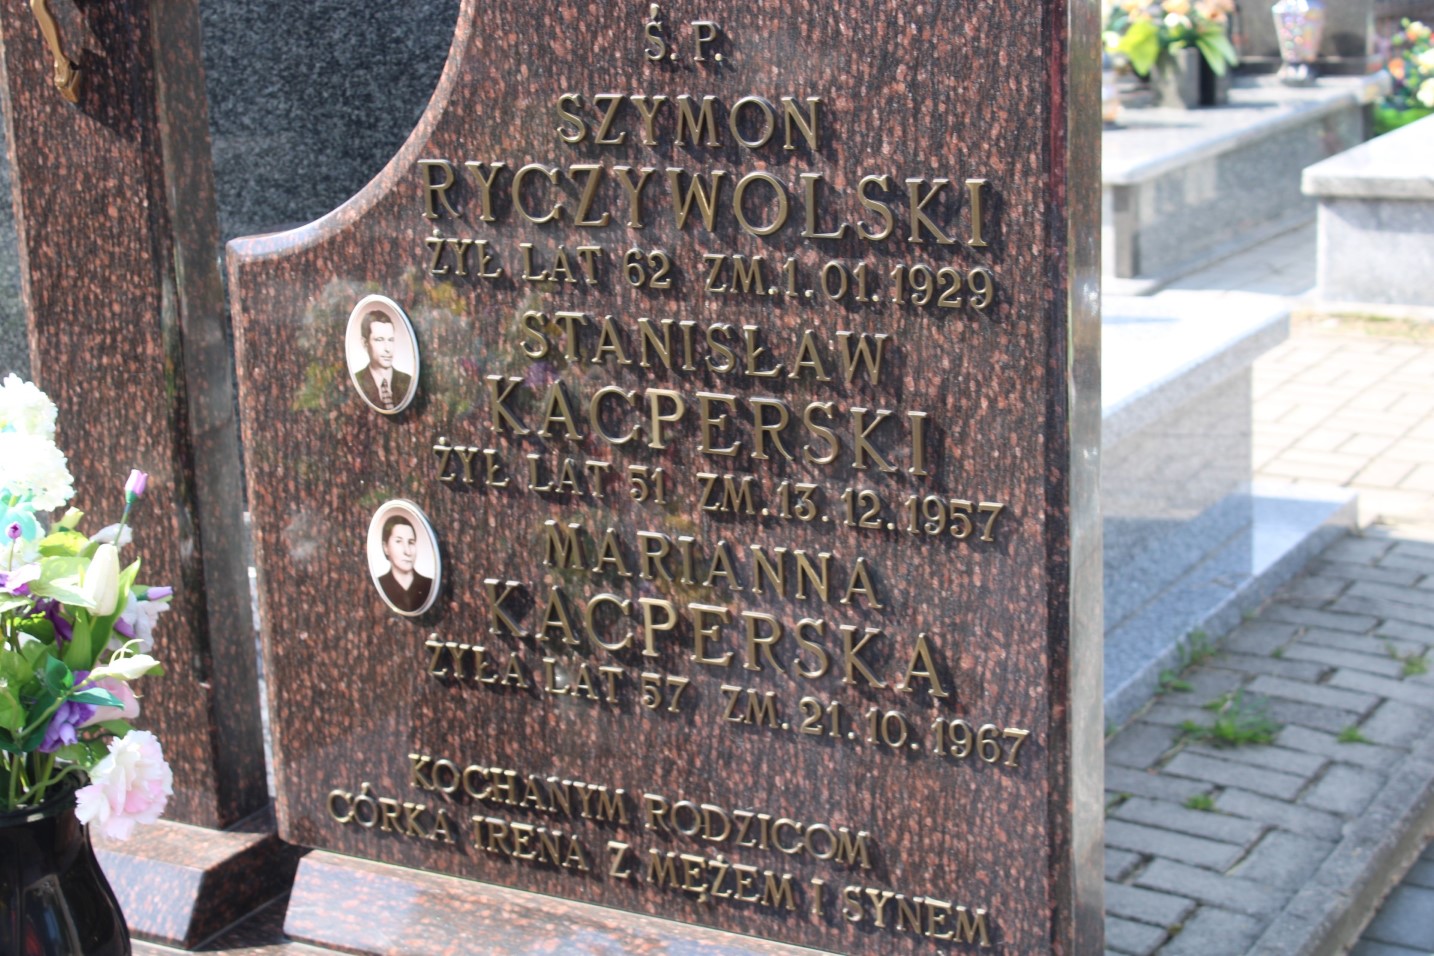 Ś.P.
SZYMON
RYCZYWOLSKI
ŻYŁ LAT 62 ZM.1.01.1929
STANISŁAW
KACPERSKI
ŻYŁ LAT 51 ZM.13.12.1957
MARIANNA
KACPERSKA
ŻYŁA LAT 57 ZM.21.10.1967
KOCHANYM RODZICOM
CÓRKA IRENA Z MĘŻEM I SYNEM